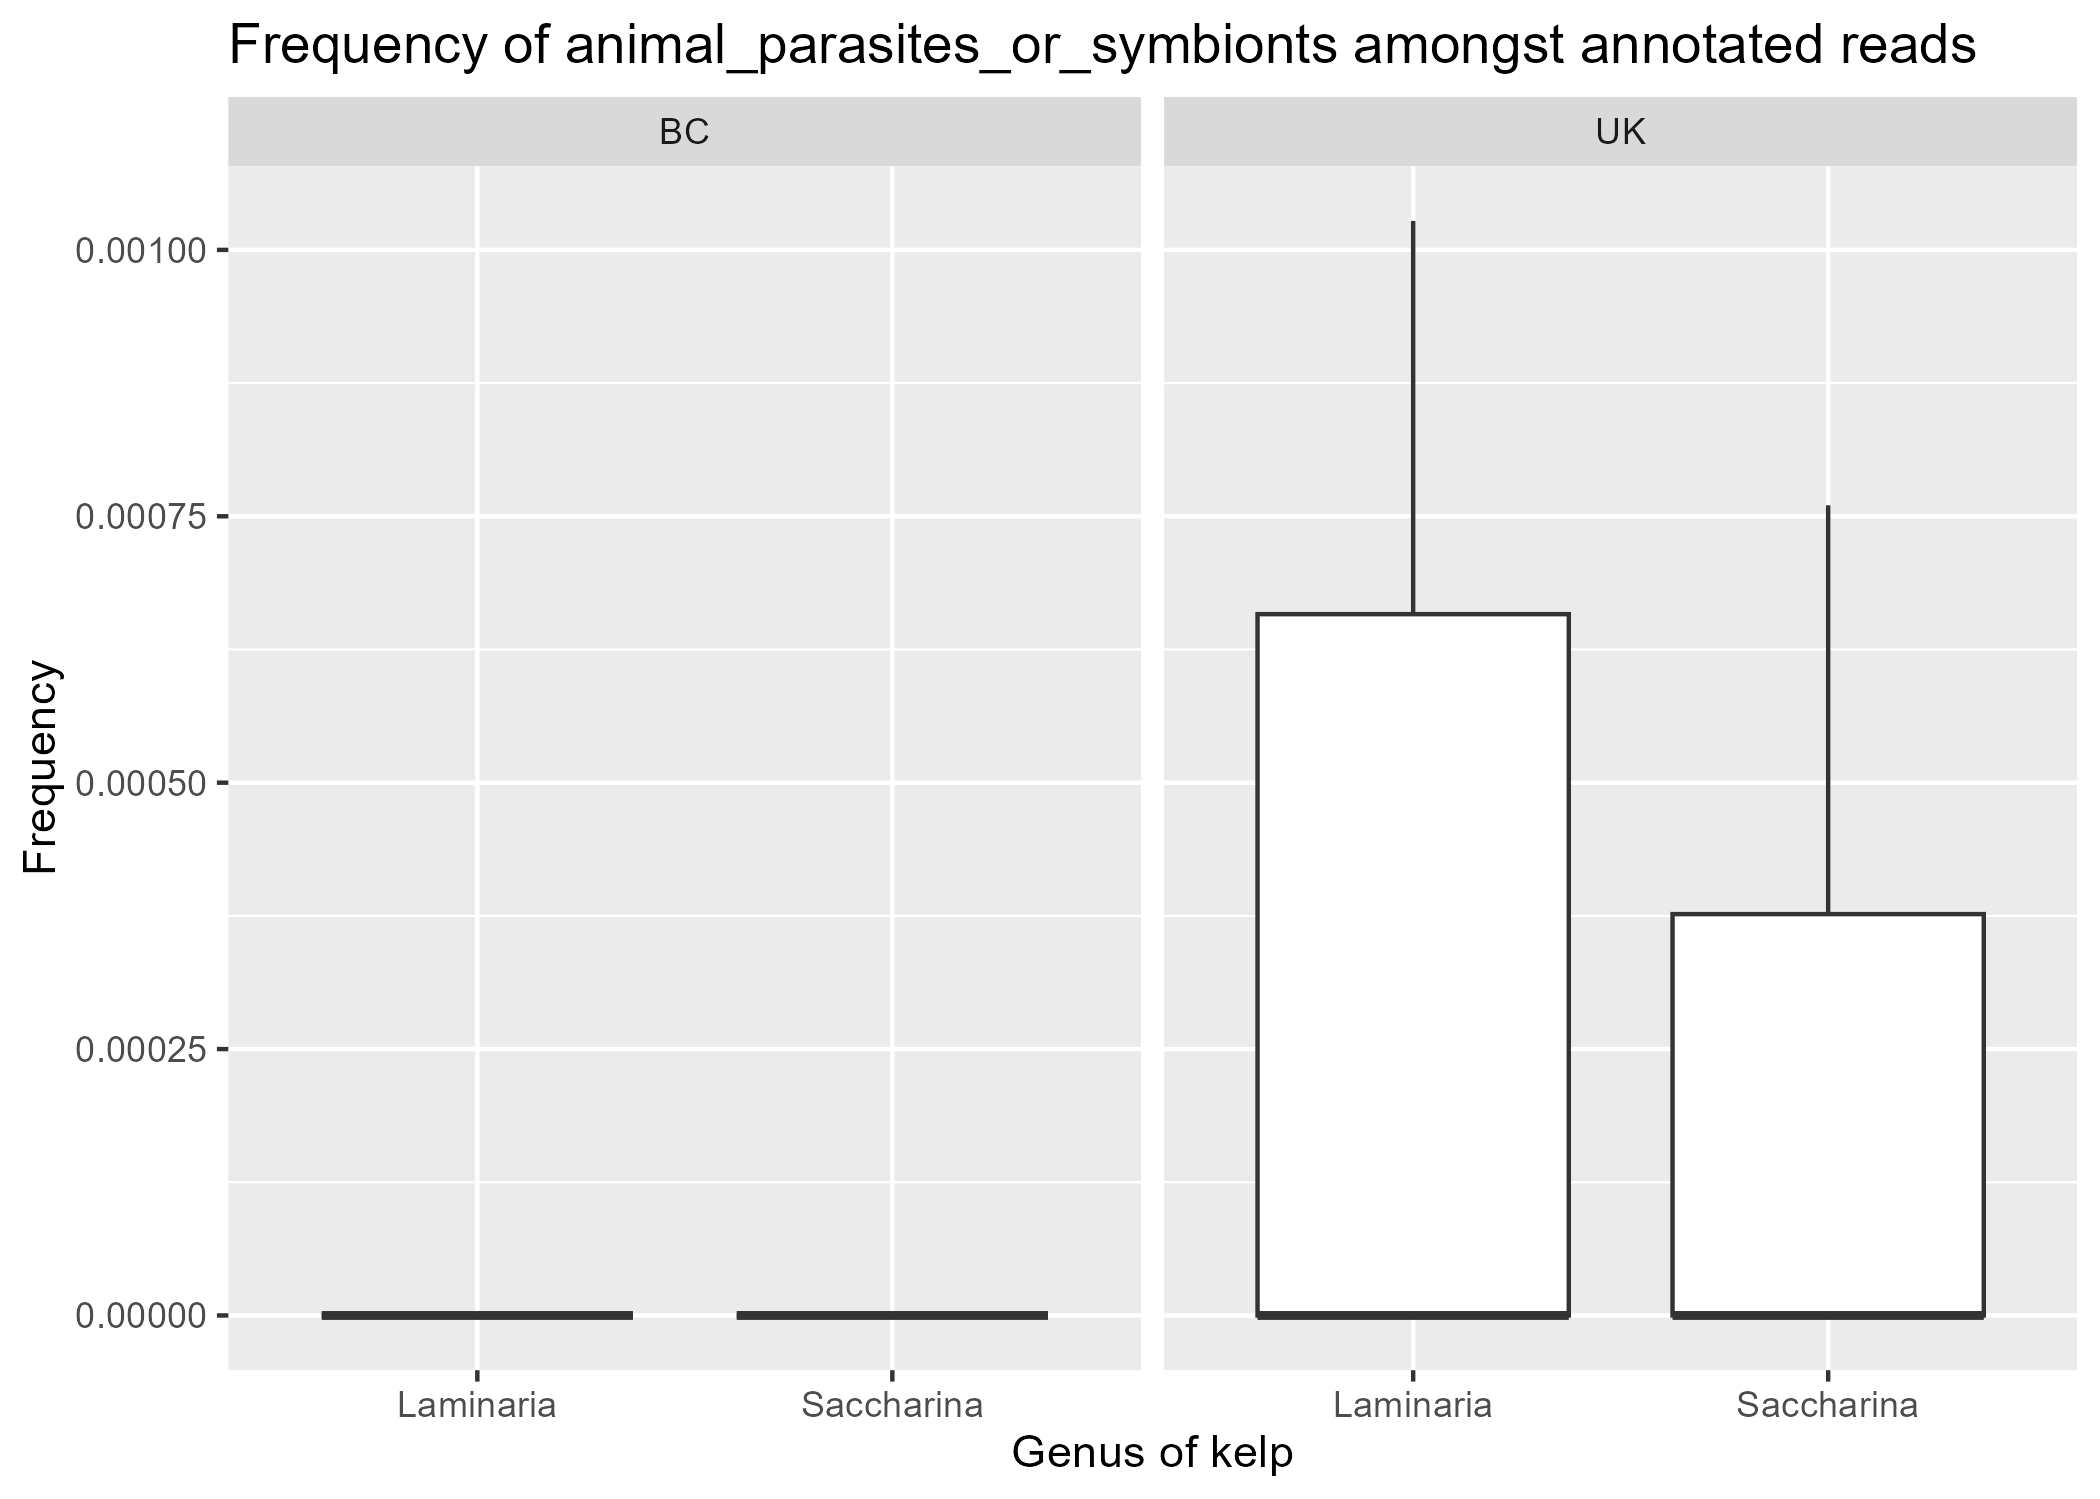 Frequency of animal_parasites_or_symbionts amongst annotated reads
BC
UK
Frequency
0.00100
0.00075
0.00050
0.00025
0.00000
Laminaria
Saccharina
Laminaria
Saccharina
Genus of kelp